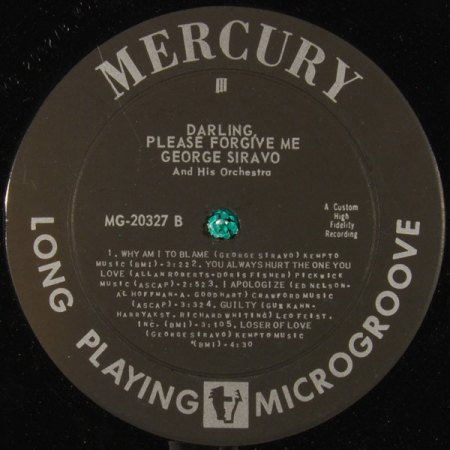 MERCURY
DARLING,
PLEASE FORGIVE ME
GEORGE SIRAVO
And His Orchestra
MG-20327 B
A Custom
High
Fidelity
Recording
1. WHY AM I TO BLAME (GEORGE SIRAVO) KEMPTO
MUSIC (BMI) - 3:22 2. YOU ALWAYS HURT THE ONE YOU
LOVE (ALLAN ROBERTS-DORIS FISHER) PICKWICK
MUSIC (ASCAP) - 2:52 3. I APOLOGIZE (ED NELSON-
AL HOFFMAN-A. GOODHART) CRAWFORD MUSIC
(ASCAP) - 3:32 4. GUILTY (GUS KAHN-
HARRY AKST, RICHARD WHITING) LEO FEIST,
INC. (BMI) - 3:10 5. LOSER OF LOVE
(GEORGE SIRAVO) KEMPTO MUSIC
(BMI) - 4:30
LONG PLAYING MICROGROOVE